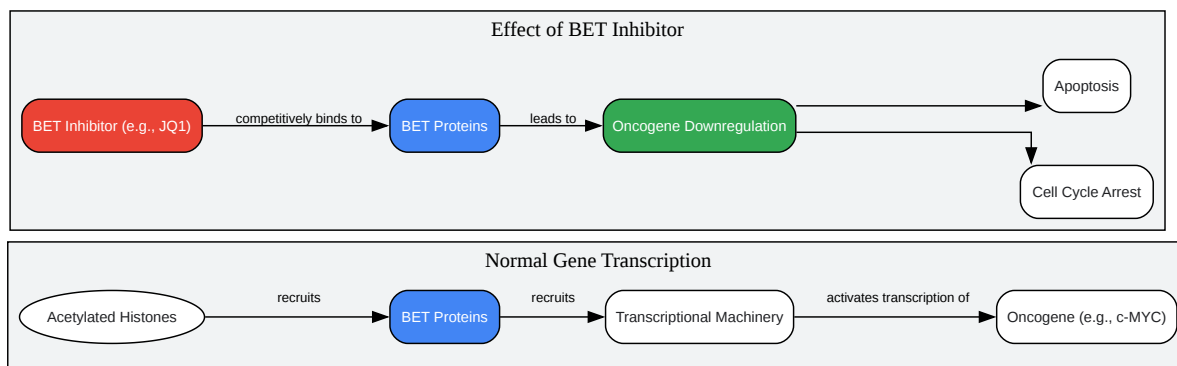 Effect of BET Inhibitor
Apoptosis
BET Inhibitor (e.g., JQ1)
competitively binds to
BET Proteins
leads to
Oncogene Downregulation
Cell Cycle Arrest
Normal Gene Transcription
Acetylated Histones
recruits
BET Proteins
recruits
Transcriptional Machinery
activates transcription of
Oncogene (e.g., c-MYC)